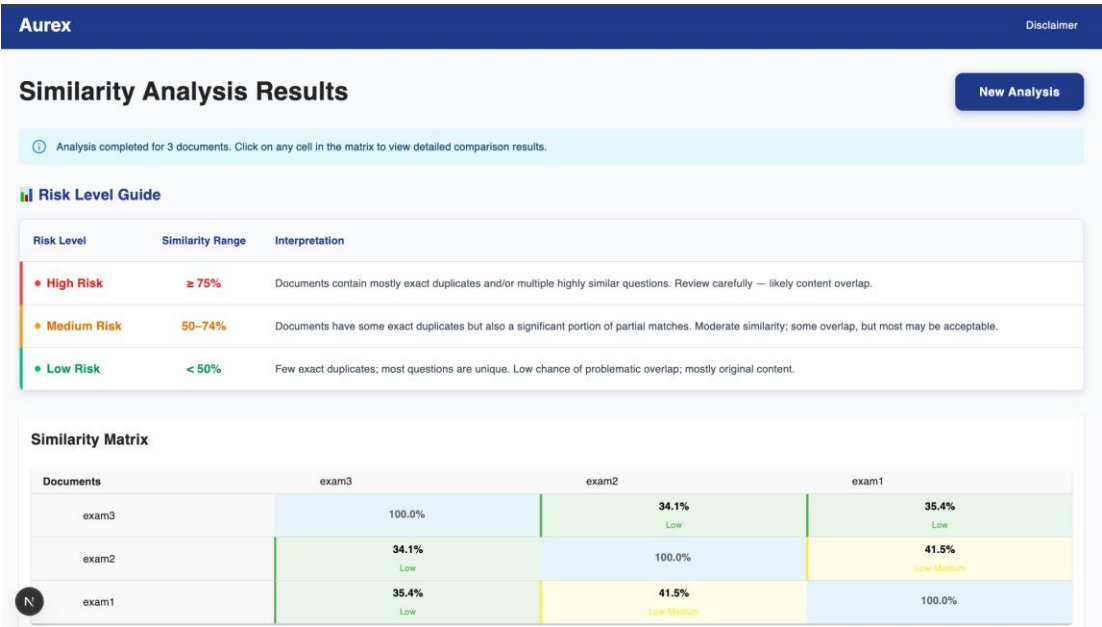 Aurex
Disclaimer
Similarity Analysis Results
New Analysis
Analysis completed for 3 documents. Click on any cell in the matrix to view detailed comparison results.
Risk Level Guide
Risk Level Similarity Range Interpretation
High Risk ≥ 75% Documents contain mostly exact duplicates and/or multiple highly similar questions. Review carefully — likely content overlap.
Medium Risk 50–74% Documents have some exact duplicates but also a significant portion of partial matches. Moderate similarity; some overlap, but most may be acceptable.
Low Risk < 50% Few exact duplicates; most questions are unique. Low chance of problematic overlap; mostly original content.
Similarity Matrix
Documents exam3 exam2 exam1
exam3 100.0% 34.1% 35.4%
Low Low
exam2 34.1% 100.0% 41.5%
Low Low-Medium
exam1 35.4% 41.5% 100.0%
Low Low-Medium
N